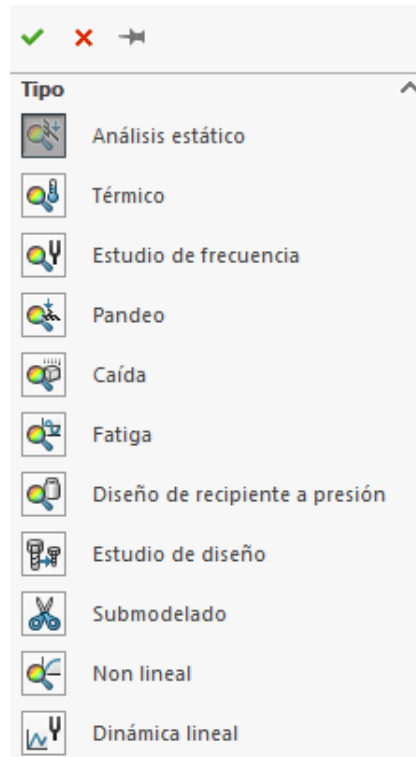 Tipo
Análisis estático
Térmico
Estudio de frecuencia
Pandeo
Caída
Fatiga
Diseño de recipiente a presión
Estudio de diseño
Submodelado
Non lineal
Dinámica lineal